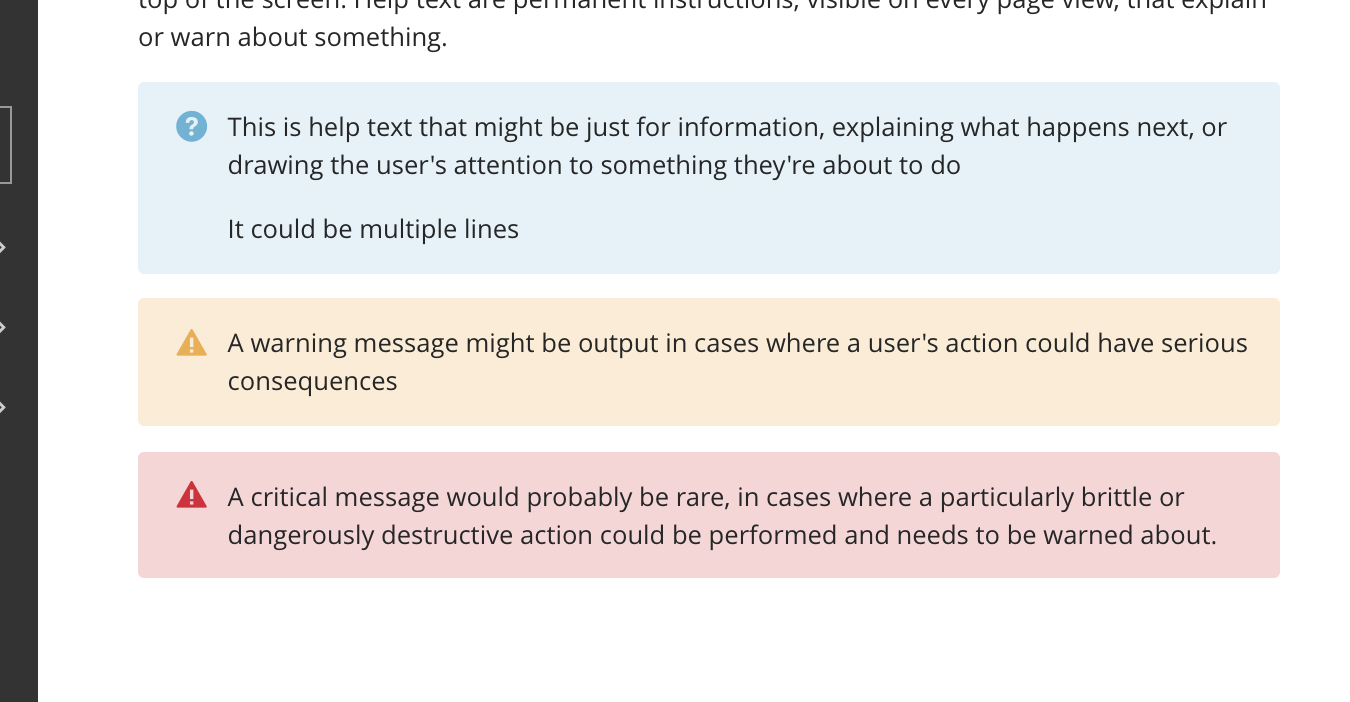 top of the screen. Help text are permanent instructions, visible on every page view, that explain
or warn about something.
This is help text that might be just for information, explaining what happens next, or
drawing the user's attention to something they're about to do
It could be multiple lines
A warning message might be output in cases where a user's action could have serious
consequences
A critical message would probably be rare, in cases where a particularly brittle or
dangerously destructive action could be performed and needs to be warned about.